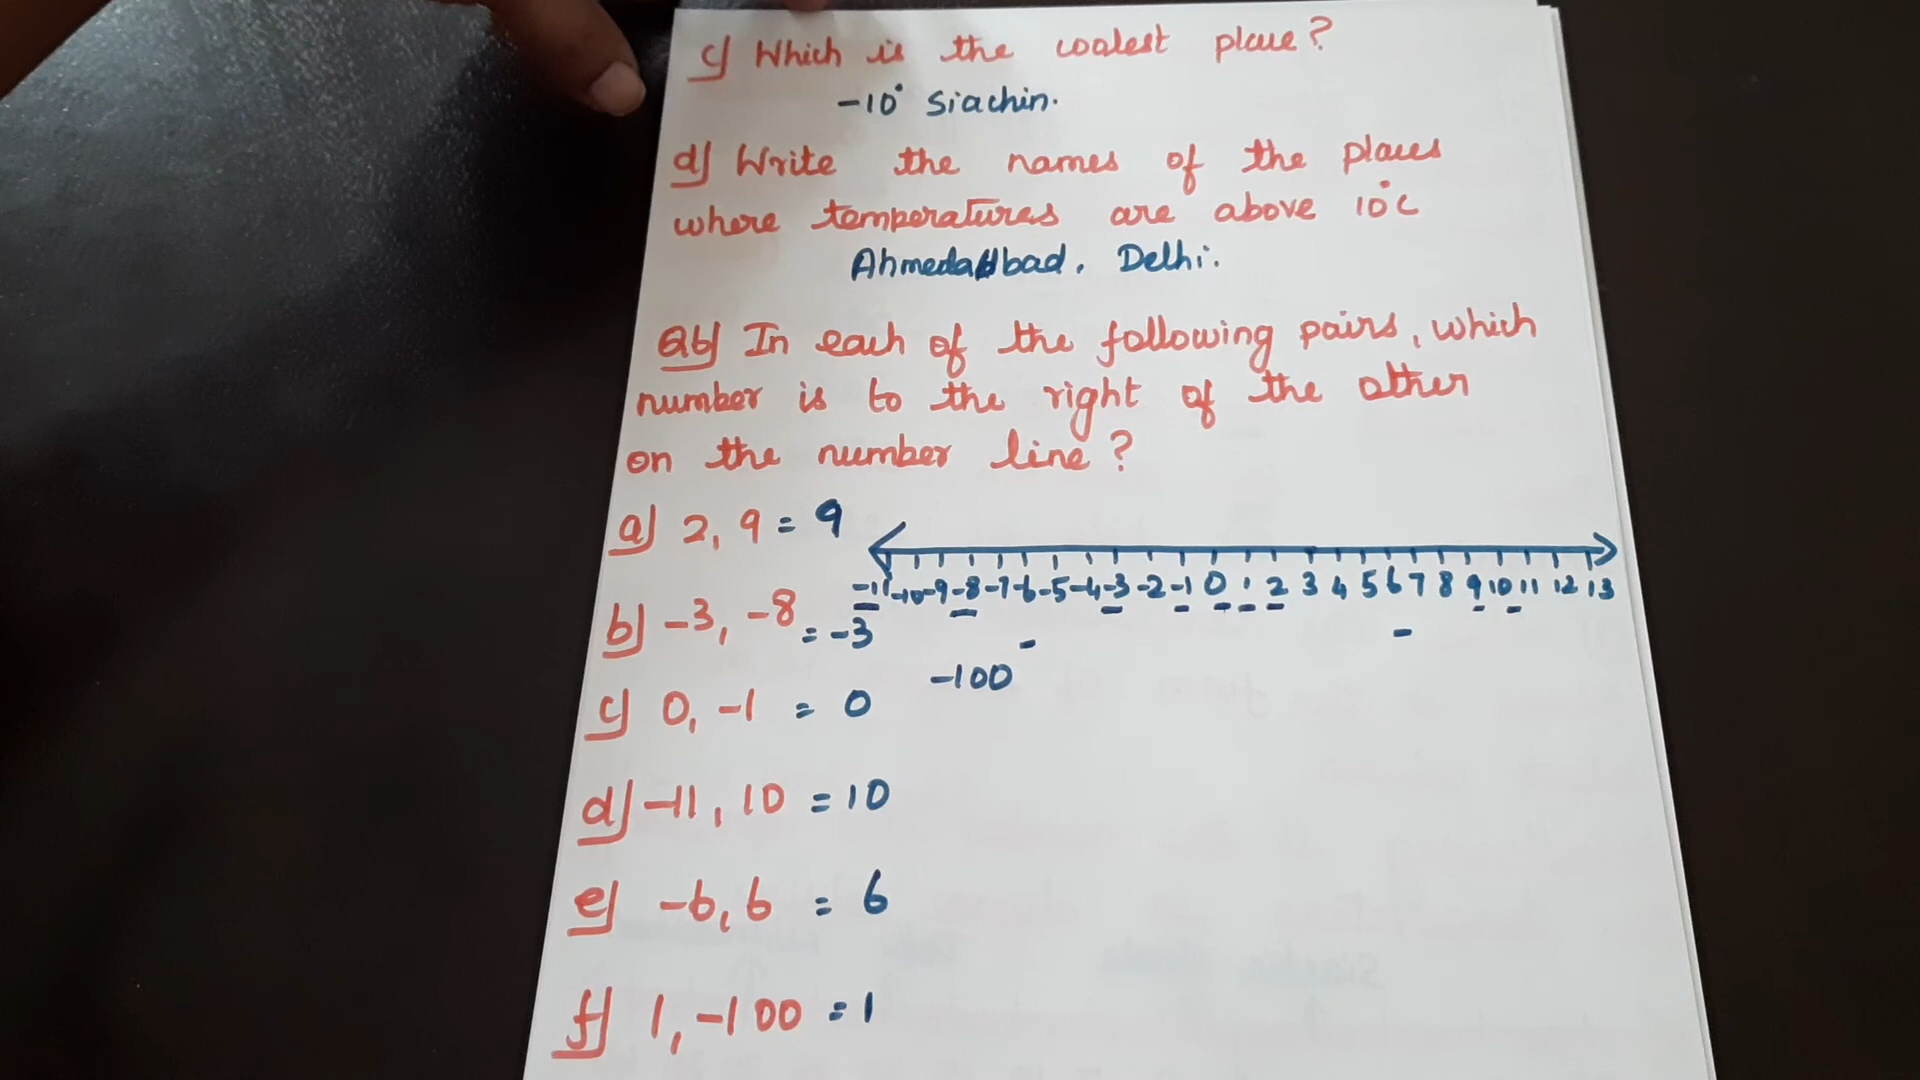 c) Which is the coolest place?
-10° Siachin.
d) Write the names of the places
where temperatures are above 10°C
Ahmedabad, Delhi.
Q6) In each of the following pairs, which
number is to the right of the other
on the number line?
a) 2, 9 = 9
-11 -10 -9 -8 -7 -6 -5 -4 -3 -2 -1 0 1 2 3 4 5 6 7 8 9 10 11 12 13
b) -3, -8 = -3
-100
c) 0, -1 = 0
d) -11, 10 = 10
e) -6, 6 = 6
f) 1, -100 = 1